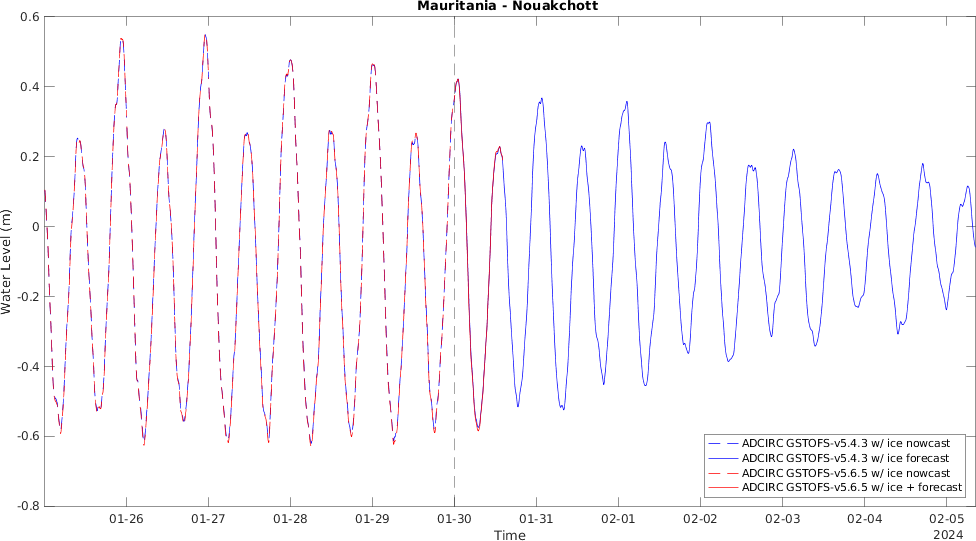 Mauritania - Nouakchott
0.6
0.4
0.2
0
-0.2
-0.4
-0.6
-0.8
Water Level (m)
ADCIRC GSTOFS-v5.4.3 w/ ice nowcast
ADCIRC GSTOFS-v5.4.3 w/ ice forecast
ADCIRC GSTOFS-v5.6.5 w/ ice nowcast
ADCIRC GSTOFS-v5.6.5 w/ ice + forecast
01-26 01-27 01-28 01-29 01-30 01-31 02-01 02-02 02-03 02-04 02-05
Time
2024